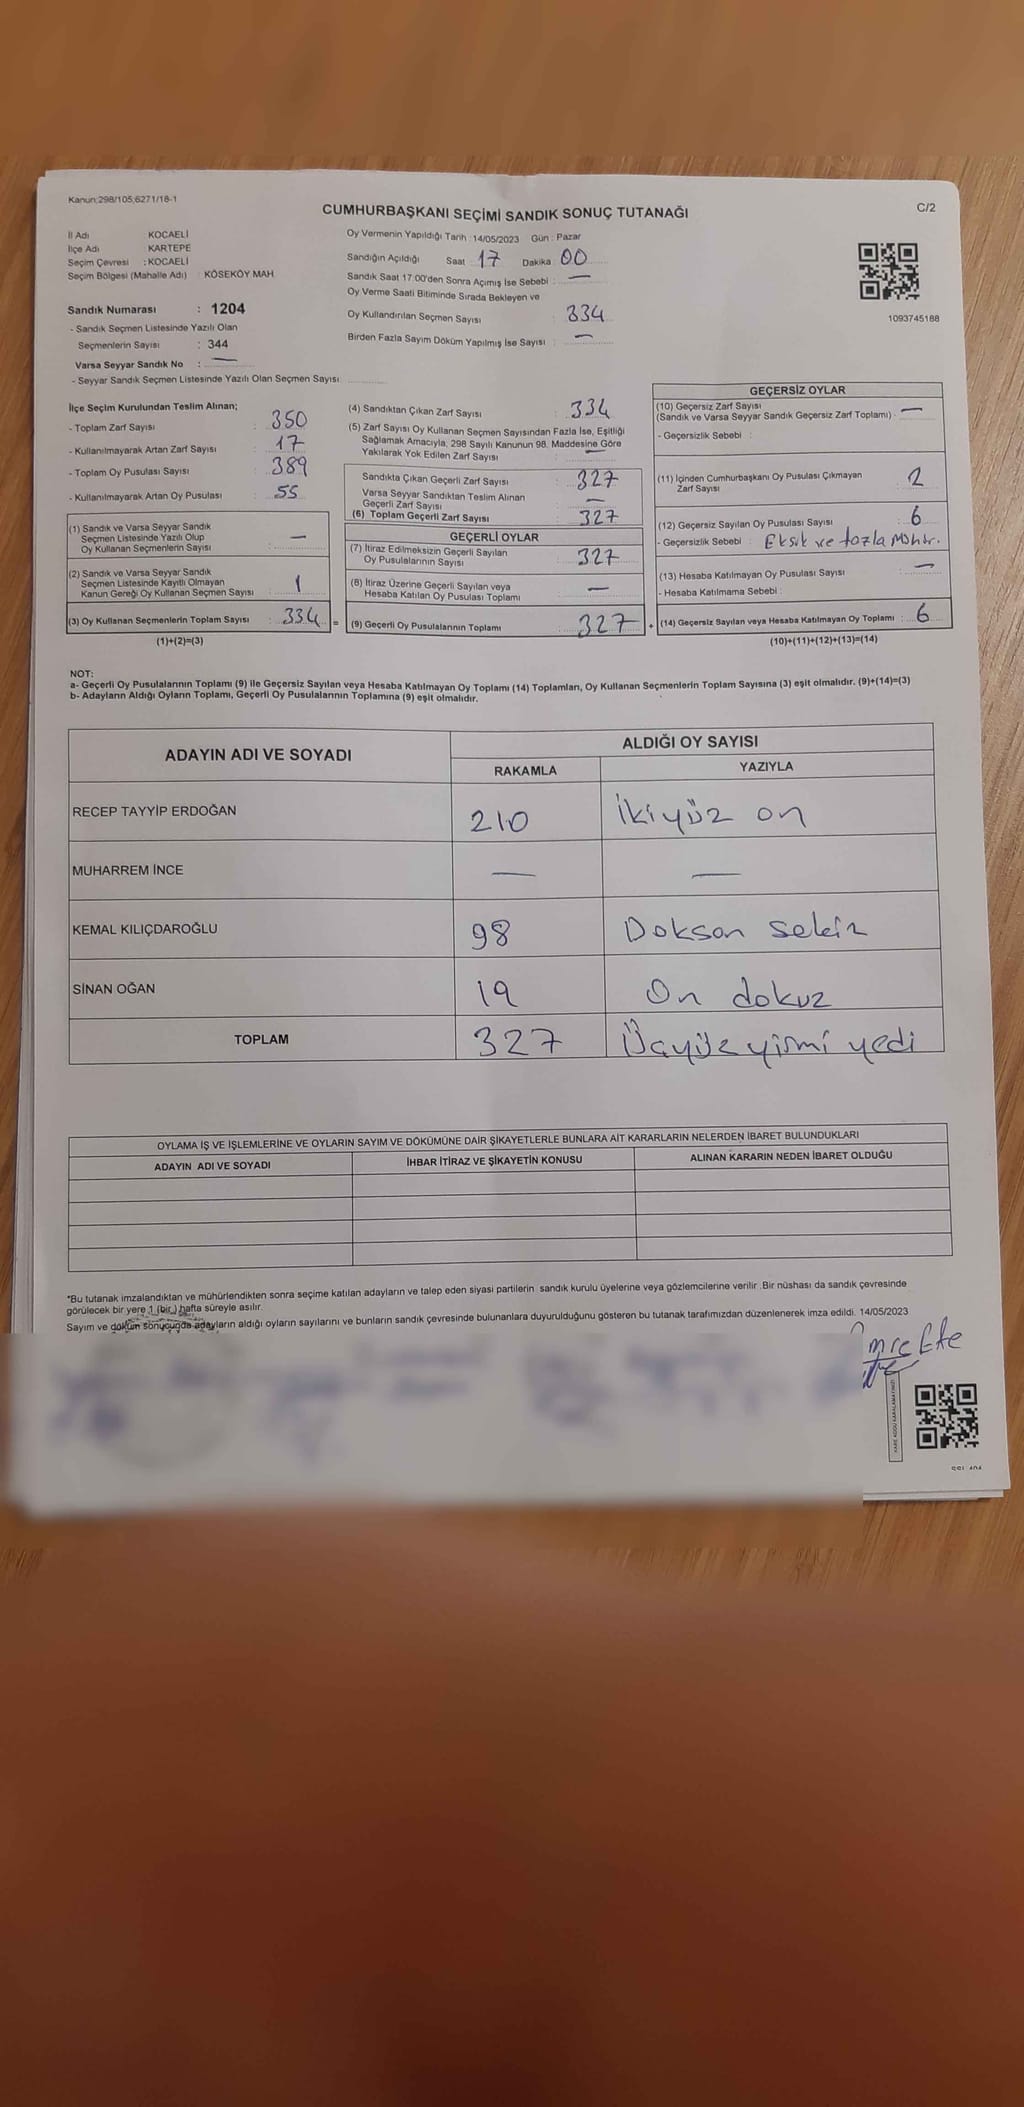 Kanun:298/105;6271/18-1
CUMHURBAŞKANI SEÇİMİ SANDIK SONUÇ TUTANAĞI
C/2
İl Adı KOCAELİ
İlçe Adı KARTEPE
Seçim Çevresi : KOCAELİ
Seçim Bölgesi (Mahalle Adı) : KÖSEKÖY MAH
Sandık Numarası : 1204
- Sandık Seçmen Listesinde Yazılı Olan
Seçmenlerin Sayısı : 344
Varsa Seyyar Sandık No : —
- Seyyar Sandık Seçmen Listesinde Yazılı Olan Seçmen Sayısı
Oy Vermenin Yapıldığı Tarih : 14/05/2023 Gün : Pazar
Sandığın Açıldığı Saat 17 Dakika 00
Sandık Saat 17.00'den Sonra Açımış İse Sebebi : —
Oy Verme Saati Bitiminde Sırada Bekleyen ve
Oy Kullandırılan Seçmen Sayısı : 334
Birden Fazla Sayım Döküm Yapılmış İse Sayısı : —
1093745188
İlçe Seçim Kurulundan Teslim Alınan;
- Toplam Zarf Sayısı : 350
- Kullanılmayarak Artan Zarf Sayısı : 17
- Toplam Oy Pusulası Sayısı : 389
- Kullanılmayarak Artan Oy Pusulası : 55
(1) Sandık ve Varsa Seyyar Sandık
Seçmen Listesinde Yazılı Olup
Oy Kullanan Seçmenlerin Sayısı : —
(2) Sandık ve Varsa Seyyar Sandık
Seçmen Listesinde Kayıtlı Olmayan
Kanun Gereği Oy Kullanan Seçmen Sayısı : 1
(3) Oy Kullanan Seçmenlerin Toplam Sayısı : 334 =
(1)+(2)=(3)
(4) Sandıktan Çıkan Zarf Sayısı : 334
(5) Zarf Sayısı Oy Kullanan Seçmen Sayısından Fazla İse, Eşitliği
Sağlamak Amacıyla, 298 Sayılı Kanunun 98. Maddesine Göre
Yakılarak Yok Edilen Zarf Sayısı : —
Sandıkta Çıkan Geçerli Zarf Sayısı : 327
Varsa Seyyar Sandıktan Teslim Alınan
Geçerli Zarf Sayısı : —
(6) Toplam Geçerli Zarf Sayısı : 327
GEÇERLİ OYLAR
(7) İtiraz Edilmeksizin Geçerli Sayılan
Oy Pusulalarının Sayısı : 327
(8) İtiraz Üzerine Geçerli Sayılan veya
Hesaba Katılan Oy Pusulası Toplamı : —
(9) Geçerli Oy Pusulalarının Toplamı : 327 +
GEÇERSİZ OYLAR
(10) Geçersiz Zarf Sayısı
(Sandık ve Varsa Seyyar Sandık Geçersiz Zarf Toplamı) : —
- Geçersizlik Sebebi :
(11) İçinden Cumhurbaşkanı Oy Pusulası Çıkmayan
Zarf Sayısı : 2
(12) Geçersiz Sayılan Oy Pusulası Sayısı : 6
- Geçersizlik Sebebi : Eksik ve fazla Mühür.
(13) Hesaba Katılmayan Oy Pusulası Sayısı : —
- Hesaba Katılmama Sebebi :
(14) Geçersiz Sayılan veya Hesaba Katılmayan Oy Toplamı : 6
(10)+(11)+(12)+(13)=(14)
NOT:
a- Geçerli Oy Pusulalarının Toplamı (9) ile Geçersiz Sayılan veya Hesaba Katılmayan Oy Toplamı (14) Toplamları, Oy Kullanan Seçmenlerin Toplam Sayısına (3) eşit olmalıdır. (9)+(14)=(3)
b- Adayların Aldığı Oyların Toplamı, Geçerli Oy Pusulalarının Toplamına (9) eşit olmalıdır.
ADAYIN ADI VE SOYADI
ALDIĞI OY SAYISI
RAKAMLA YAZIYLA
RECEP TAYYİP ERDOĞAN 210 İkiyüz on
MUHARREM İNCE — —
KEMAL KILIÇDAROĞLU 98 Doksan sekiz
SİNAN OĞAN 19 On dokuz
TOPLAM 327 Üçyüz yirmi yedi
OYLAMA İŞ VE İŞLEMLERİNE VE OYLARIN SAYIM VE DÖKÜMÜNE DAİR ŞİKAYETLERLE BUNLARA AİT KARARLARIN NELERDEN İBARET BULUNDUKLARI
ADAYIN ADI VE SOYADI İHBAR İTİRAZ VE ŞİKAYETİN KONUSU ALINAN KARARIN NEDEN İBARET OLDUĞU
*Bu tutanak imzalandıktan ve mühürlendikten sonra seçime katılan adayların ve talep eden siyasi partilerin sandık kurulu üyelerine veya gözlemcilerine verilir .Bir nüshası da sandık çevresinde
görülecek bir yere 1 (bir ) hafta süreyle asılır.
Sayım ve döküm sonucunda adayların aldığı oyların sayılarını ve bunların sandık çevresinde bulunanlara duyurulduğunu gösteren bu tutanak tarafımızdan düzenlenerek imza edildi. 14/05/2023
KARE KODU KARALAMAYINIZ!